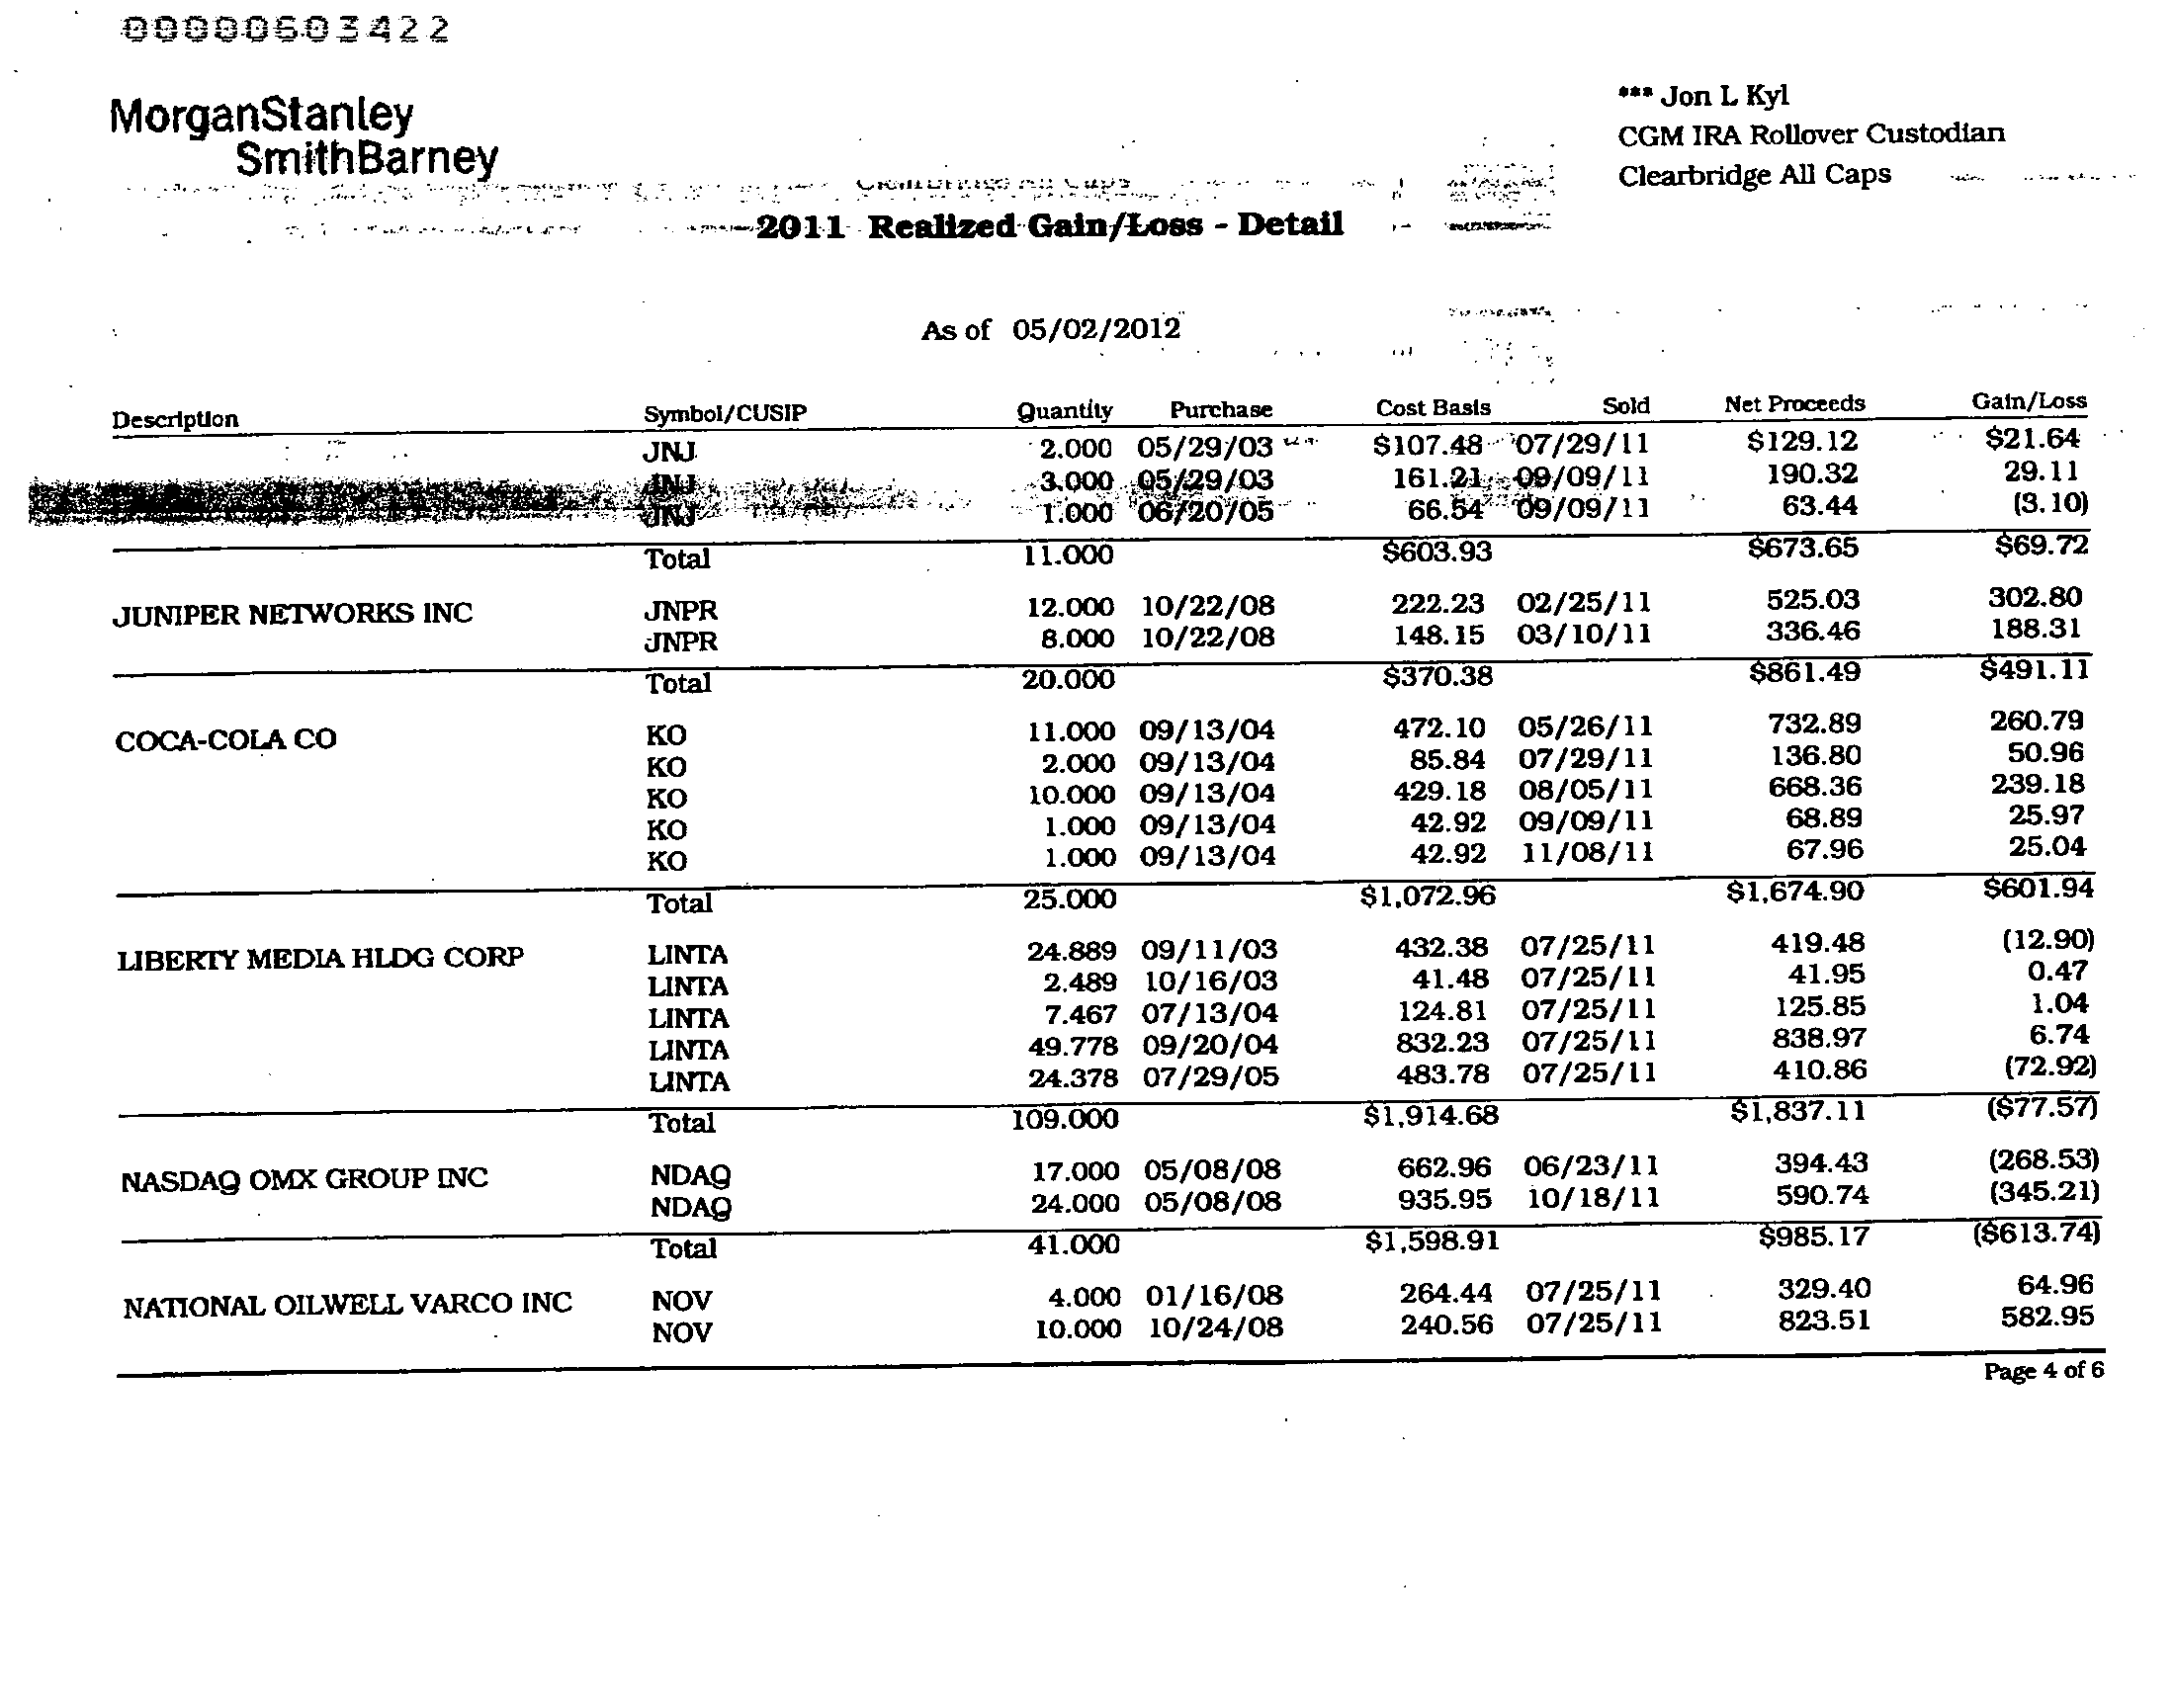 00000603422
MorganStanley
SmithBarney
*** Jon L Kyl
CGM IRA Rollover Custodian
Clearbridge All Caps
2011 Realized Gain/Loss - Detail
As of 05/02/2012
Description Symbol/CUSIP Quantity Purchase Cost Basis Sold Net Proceeds Gain/Loss
JNJ 2.000 05/29/03 $107.48 07/29/11 $129.12 $21.64
JNJ 3.000 05/29/03 161.21 09/09/11 190.32 29.11
JNJ 1.000 06/20/05 66.54 09/09/11 63.44 (3.10)
Total 11.000 $603.93 $673.65 $69.72
JUNIPER NETWORKS INC JNPR 12.000 10/22/08 222.23 02/25/11 525.03 302.80
JNPR 8.000 10/22/08 148.15 03/10/11 336.46 188.31
Total 20.000 $370.38 $861.49 $491.11
COCA-COLA CO KO 11.000 09/13/04 472.10 05/26/11 732.89 260.79
KO 2.000 09/13/04 85.84 07/29/11 136.80 50.96
KO 10.000 09/13/04 429.18 08/05/11 668.36 239.18
KO 1.000 09/13/04 42.92 09/09/11 68.89 25.97
KO 1.000 09/13/04 42.92 11/08/11 67.96 25.04
Total 25.000 $1,072.96 $1,674.90 $601.94
LIBERTY MEDIA HLDG CORP LINTA 24.889 09/11/03 432.38 07/25/11 419.48 (12.90)
LINTA 2.489 10/16/03 41.48 07/25/11 41.95 0.47
LINTA 7.467 07/13/04 124.81 07/25/11 125.85 1.04
LINTA 49.778 09/20/04 832.23 07/25/11 838.97 6.74
LINTA 24.378 07/29/05 483.78 07/25/11 410.86 (72.92)
Total 109.000 $1,914.68 $1,837.11 ($77.57)
NASDAQ OMX GROUP INC NDAQ 17.000 05/08/08 662.96 06/23/11 394.43 (268.53)
NDAQ 24.000 05/08/08 935.95 10/18/11 590.74 (345.21)
Total 41.000 $1,598.91 $985.17 ($613.74)
NATIONAL OILWELL VARCO INC NOV 4.000 01/16/08 264.44 07/25/11 329.40 64.96
NOV 10.000 10/24/08 240.56 07/25/11 823.51 582.95
Page 4 of 6